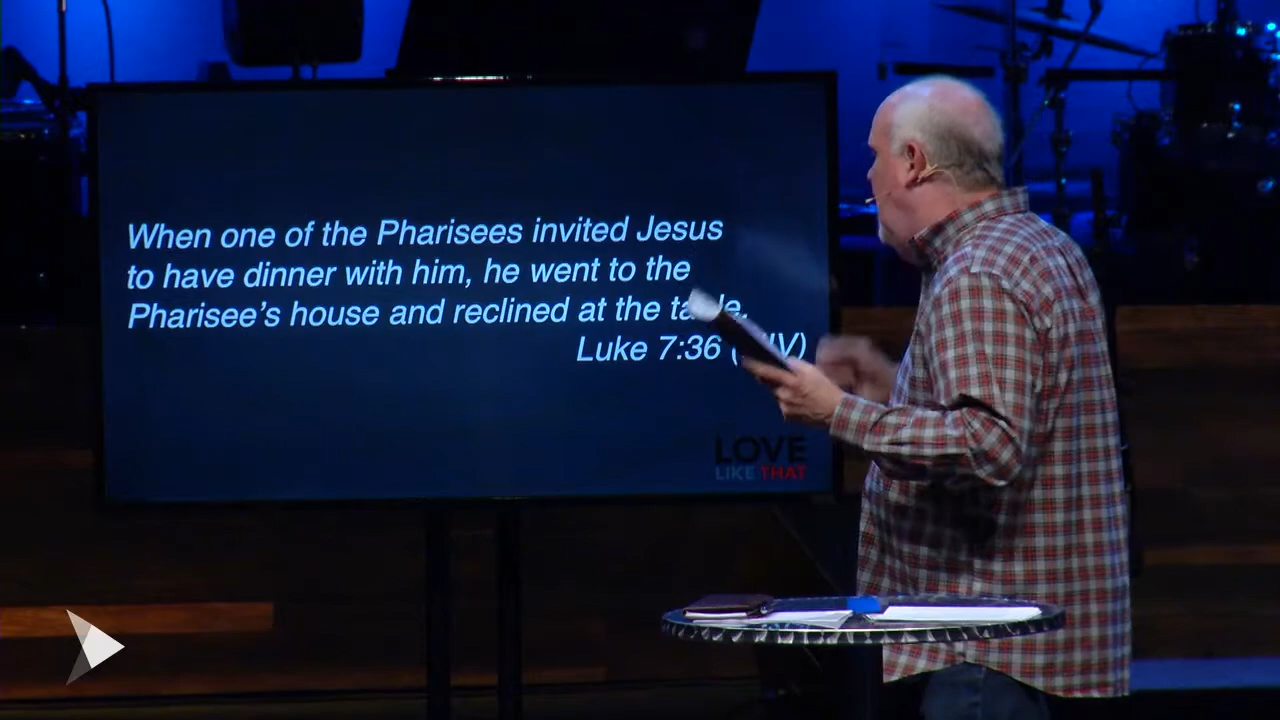 When one of the Pharisees invited Jesus
to have dinner with him, he went to the
Pharisee's house and reclined at the
Luke 7:36
LOVE
LIKE THAT